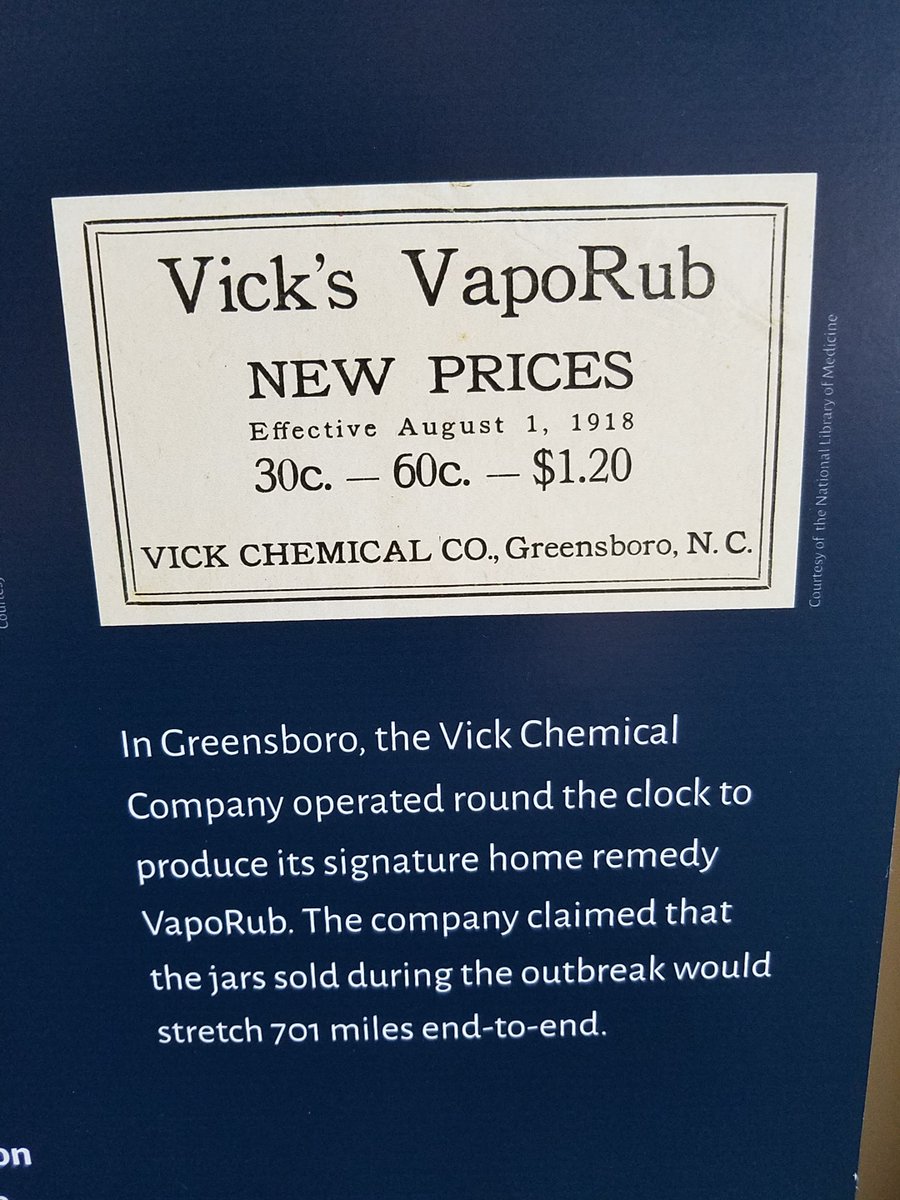 Vick's VapoRub
NEW PRICES
Effective August 1, 1918
30c. — 60c. — $1.20
VICK CHEMICAL CO., Greensboro, N. C.
Courtesy of the National Library of Medicine
In Greensboro, the Vick Chemical
Company operated round the clock to
produce its signature home remedy
VapoRub. The company claimed that
the jars sold during the outbreak would
stretch 701 miles end-to-end.
on